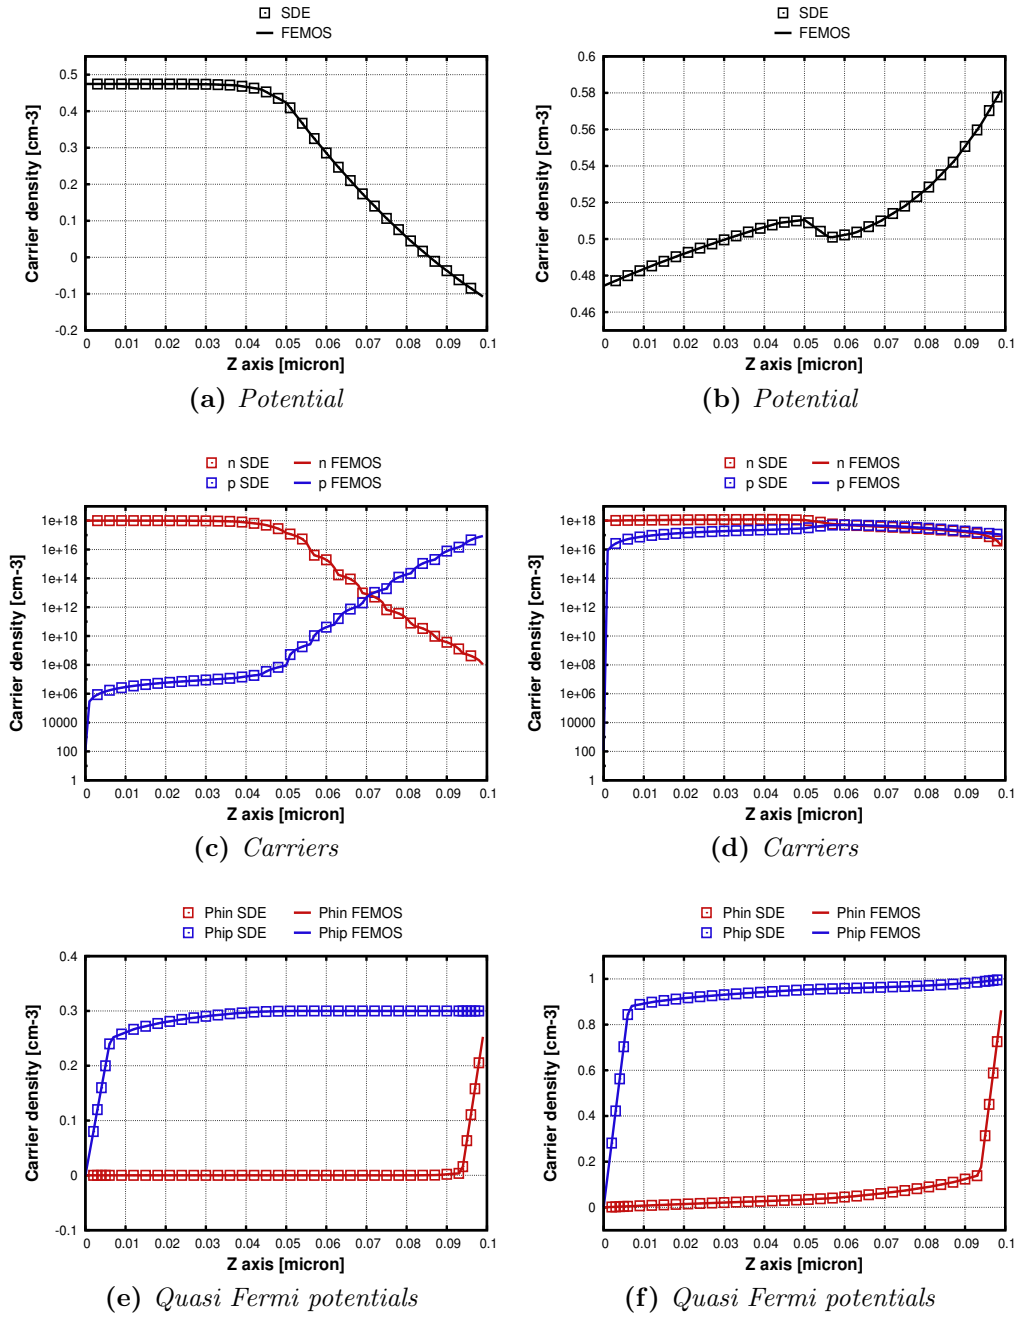 SDE
FEMOS
Carrier density [cm-3]
0.5
0.4
0.3
0.2
0.1
0
-0.1
-0.2
0 0.01 0.02 0.03 0.04 0.05 0.06 0.07 0.08 0.09 0.1
Z axis [micron]
(a) Potential
SDE
FEMOS
Carrier density [cm-3]
0.6
0.58
0.56
0.54
0.52
0.5
0.48
0.46
0 0.01 0.02 0.03 0.04 0.05 0.06 0.07 0.08 0.09 0.1
Z axis [micron]
(b) Potential
n SDE n FEMOS
p SDE p FEMOS
Carrier density [cm-3]
1e+18
1e+16
1e+14
1e+12
1e+10
1e+08
1e+06
10000
100
1
0 0.01 0.02 0.03 0.04 0.05 0.06 0.07 0.08 0.09 0.1
Z axis [micron]
(c) Carriers
n SDE n FEMOS
p SDE p FEMOS
Carrier density [cm-3]
1e+18
1e+16
1e+14
1e+12
1e+10
1e+08
1e+06
10000
100
1
0 0.01 0.02 0.03 0.04 0.05 0.06 0.07 0.08 0.09 0.1
Z axis [micron]
(d) Carriers
Phin SDE Phin FEMOS
Phip SDE Phip FEMOS
Carrier density [cm-3]
0.4
0.3
0.2
0.1
0
-0.1
0 0.01 0.02 0.03 0.04 0.05 0.06 0.07 0.08 0.09 0.1
Z axis [micron]
(e) Quasi Fermi potentials
Phin SDE Phin FEMOS
Phip SDE Phip FEMOS
Carrier density [cm-3]
1
0.8
0.6
0.4
0.2
0
0 0.01 0.02 0.03 0.04 0.05 0.06 0.07 0.08 0.09 0.1
Z axis [micron]
(f) Quasi Fermi potentials